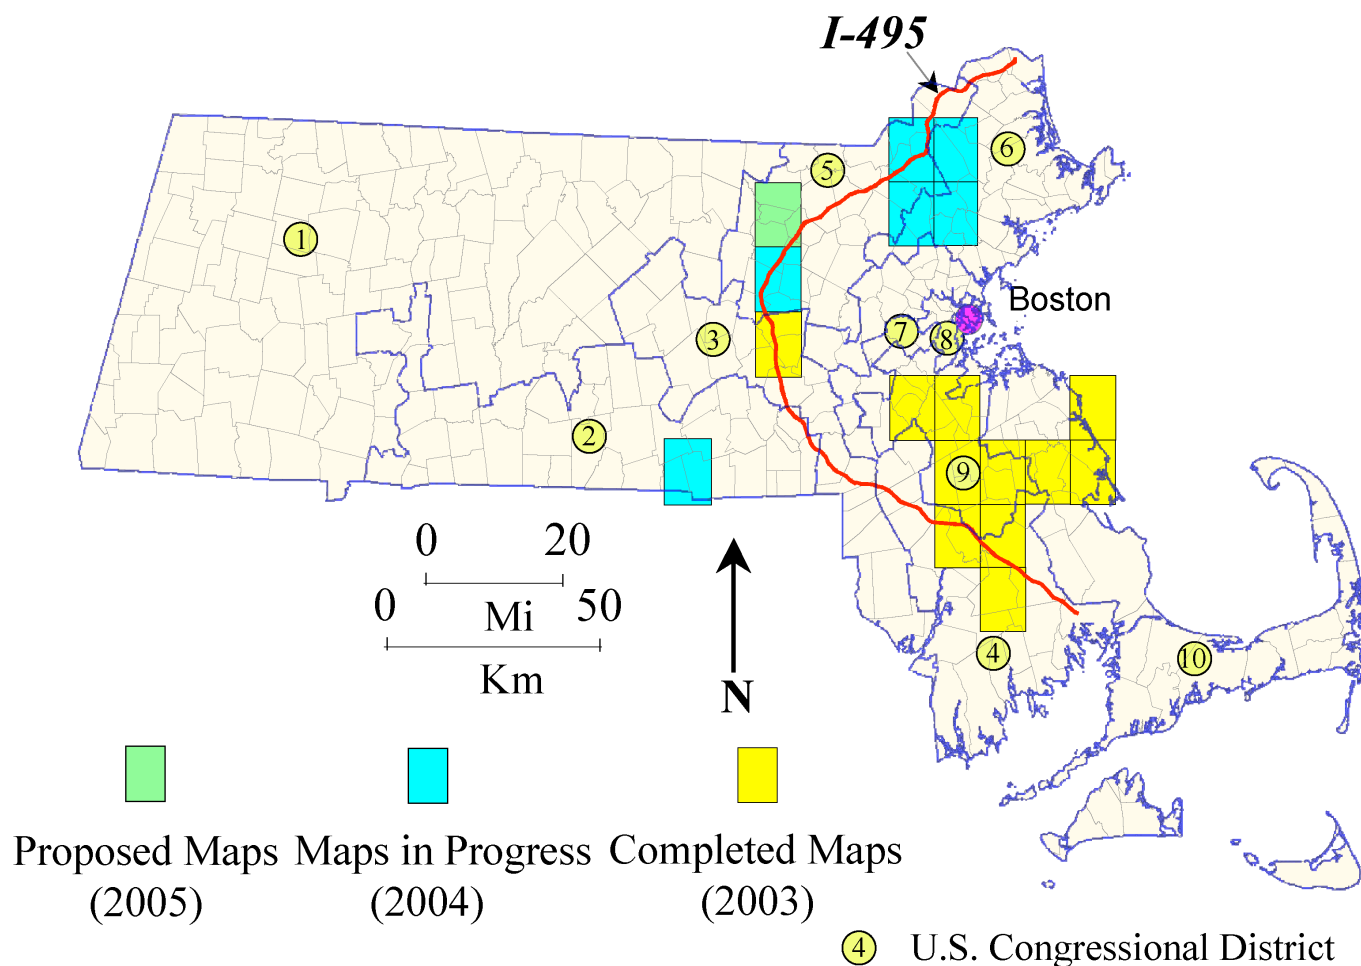 I-495
6
5
1
Boston
7
8
3
2
9
0 20
Mi
0 50
Km
N
4
10
Proposed Maps
(2005)
Maps in Progress
(2004)
Completed Maps
(2003)
4 U.S. Congressional District